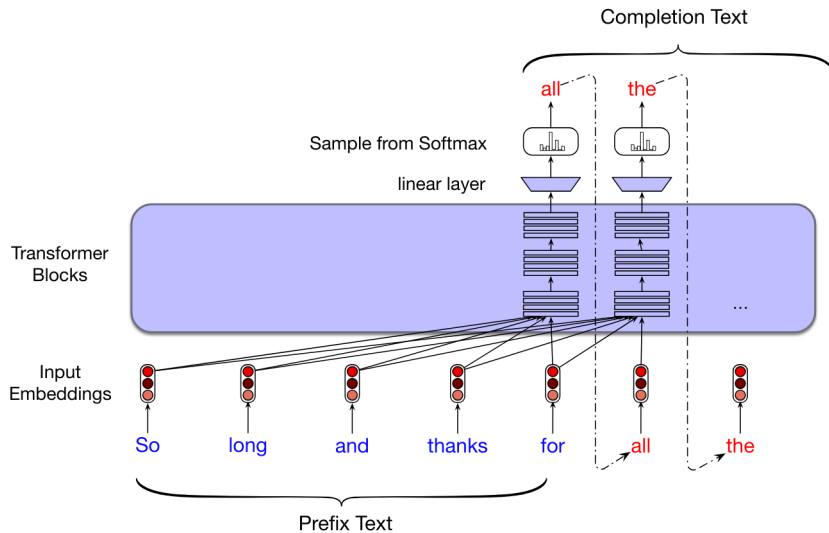 Completion Text
all the
Sample from Softmax
linear layer
Transformer
Blocks
...
Input
Embeddings
So long and thanks for all the
Prefix Text